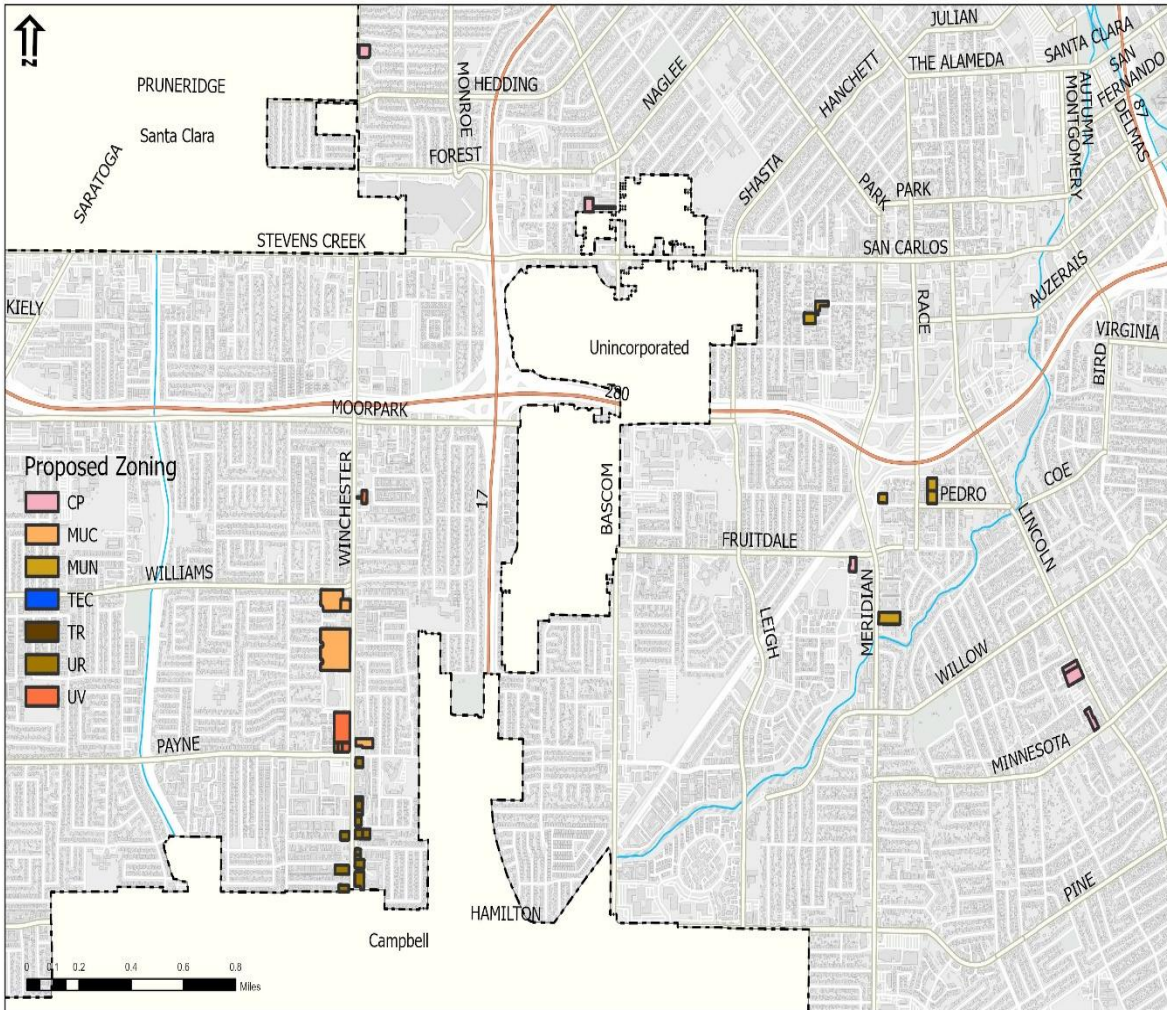 N
JULIAN
SANTA CLARA
THE ALAMEDA
SAN
FERNANDO
HANCHETT
NAGLEE
MONROE
HEDDING
PRUNERIDGE
AUTUMN
MONTGOMERY
87
DELMAS
Santa Clara
FOREST
SARATOGA
SHASTA
PARK
PARK
STEVENS CREEK
SAN CARLOS
KIELY
RACE
AUZERAIS
VIRGINIA
BIRD
Unincorporated
280
MOORPARK
Proposed Zoning
CP
MUC
MUN
TEC
TR
UR
UV
WINCHESTER
17
BASCOM
COE
PEDRO
LINCOLN
FRUITDALE
WILLIAMS
LEIGH
MERIDIAN
WILLOW
PAYNE
MINNESOTA
PINE
HAMILTON
Campbell
0 0.1 0.2 0.4 0.6 0.8
Miles